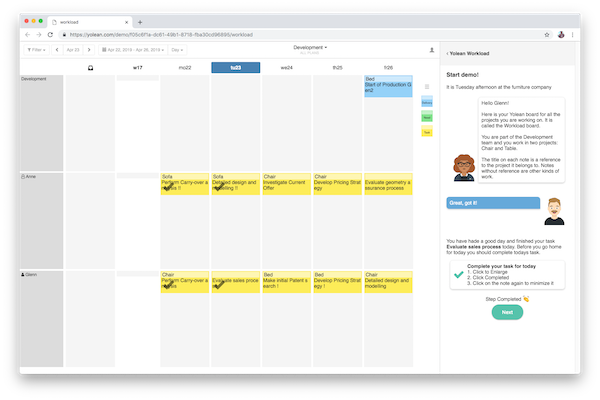 workload
https://yolean.com/demo/f05c6f1a-dc61-49b1-8718-fba30cd96895/workload
Filter
Apr 23
Apr 22, 2019 - Apr 26, 2019
Day
Development
w17
mo22
tu23
we24
th25
fr26
Development
Bed
Start of Production G
en2
Anne
Sofa
Perform Carry-over a
nalysis !!
Sofa
Detailed design and
modelling !!
Chair
Investigate Current
Offer
Chair
Develop Pricing Strat
egy
Evaluate geometry a
ssurance process
Glenn
Chair
Perform Carry-over a
nalysis
Evaluate sales proce
ss
Bed
Make initial Patent s
earch !
Bed
Develop Pricing Strat
egy !
Chair
Detailed design and
modelling
Yolean Workload
Start demo!
It is Tuesday afternoon at the furniture company
Hello Glenn!
Here is your Yolean board for all the
projects you are working on. It is
called the Workload board.
You are part of the Development
team and you work in two projects:
Chair and Table.
The title on each note is a reference
to the project it belongs to. Notes
without reference are other kinds of
work.
Great, got it!
You have hade a good day and finished your task
Evaluate sales process today. Before you go home
for today you should complete todays task.
Complete your task for today
1. Click to Enlarge
2. Click Completed
3. Click on the note again to minimize it
Step Completed
Next